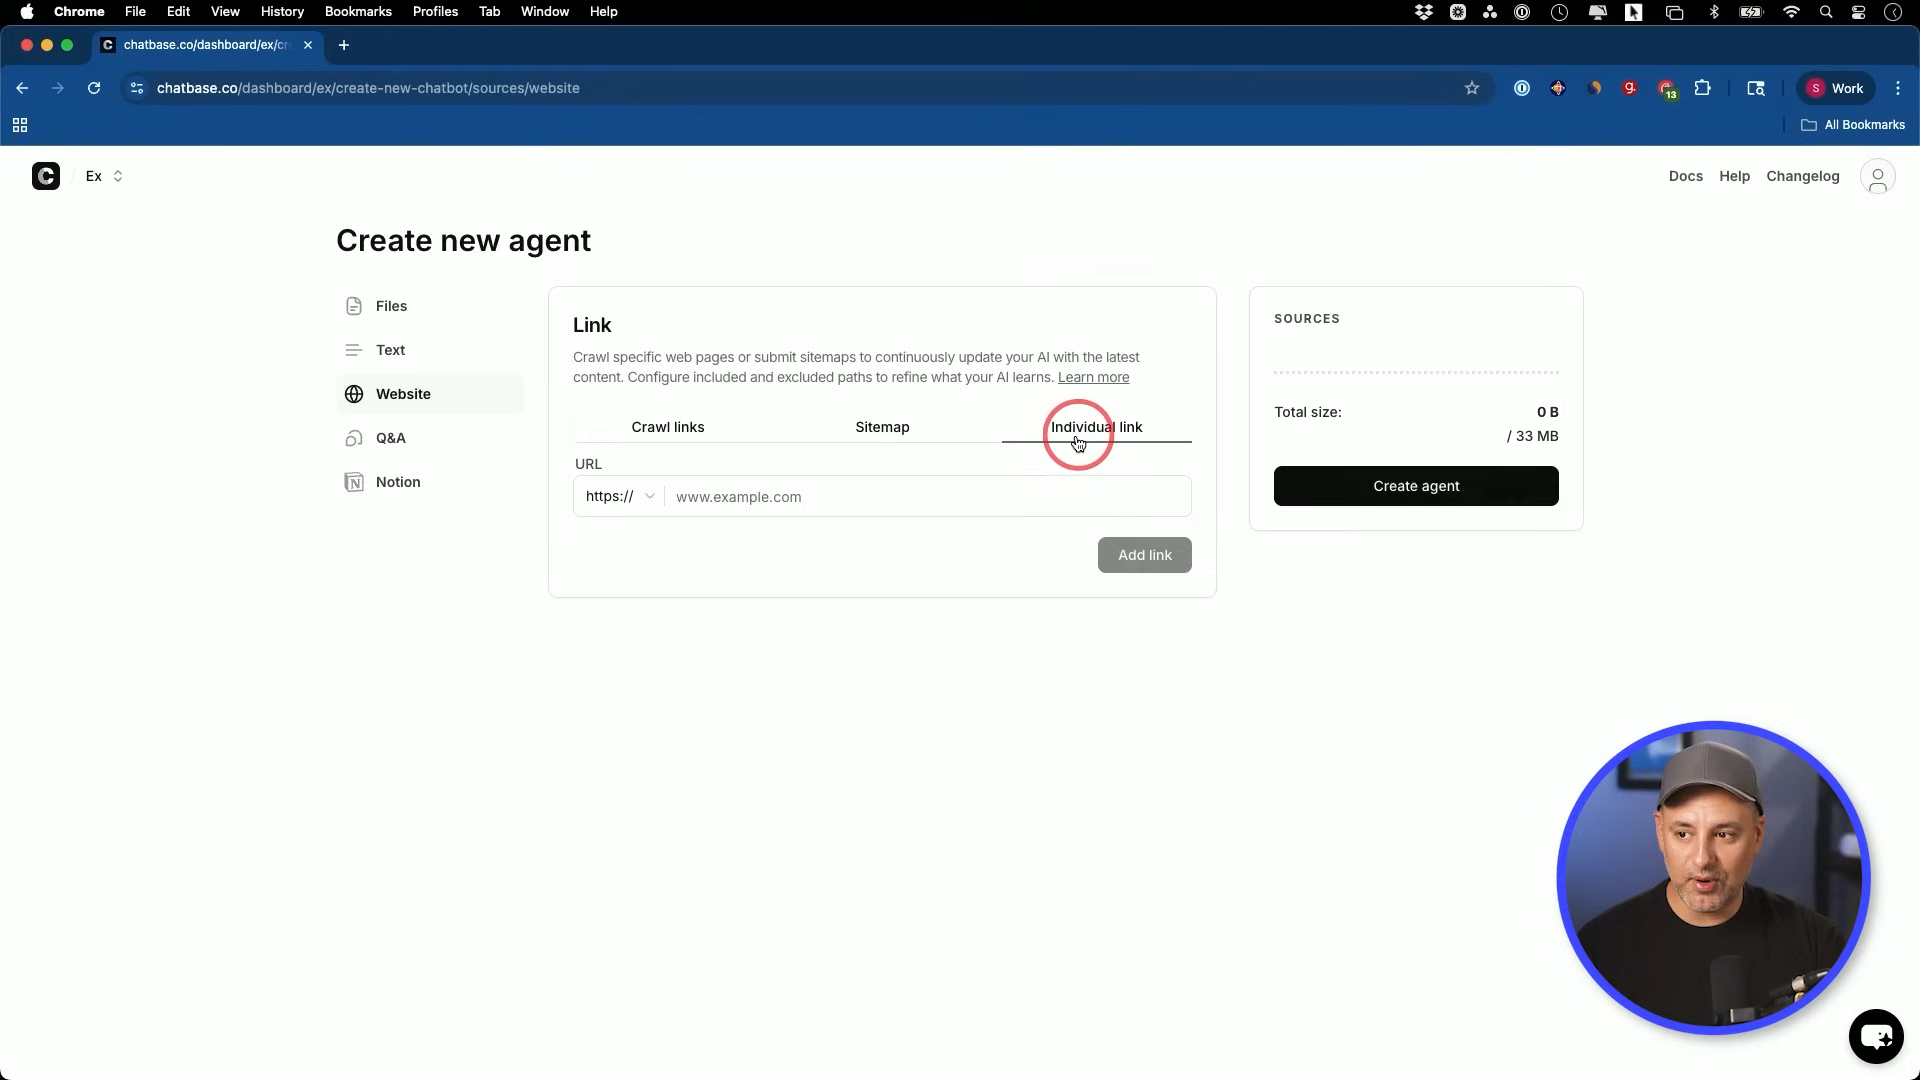 Chrome File Edit View History Bookmarks Profiles Tab Window Help
chatbase.co/dashboard/ex/cr
chatbase.co/dashboard/ex/create-new-chatbot/sources/website
g.
13
S Work
All Bookmarks
Ex
Docs Help Changelog
Create new agent
Files
Text
Website
Q&A
Notion
Link
Crawl specific web pages or submit sitemaps to continuously update your AI with the latest
content. Configure included and excluded paths to refine what your AI learns. Learn more
Crawl links Sitemap Individual link
URL
https:// www.example.com
Add link
SOURCES
Total size: 0 B
/ 33 MB
Create agent